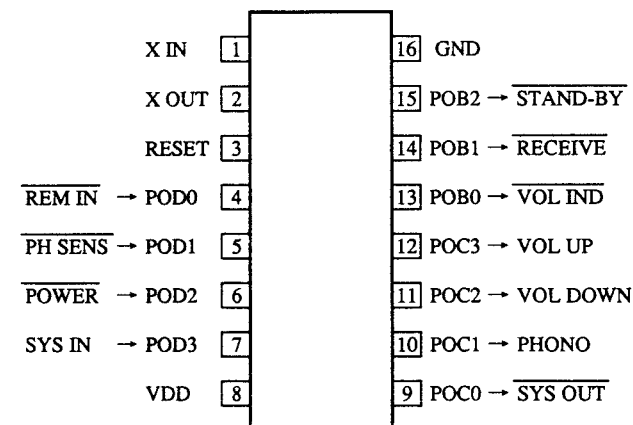 X IN 1 16 GND
X OUT 2 15 POB2 → STAND-BY
RESET 3 14 POB1 → RECEIVE
REM IN → POD0 4 13 POB0 → VOL IND
PH SENS → POD1 5 12 POC3 → VOL UP
POWER → POD2 6 11 POC2 → VOL DOWN
SYS IN → POD3 7 10 POC1 → PHONO
VDD 8 9 POC0 → SYS OUT